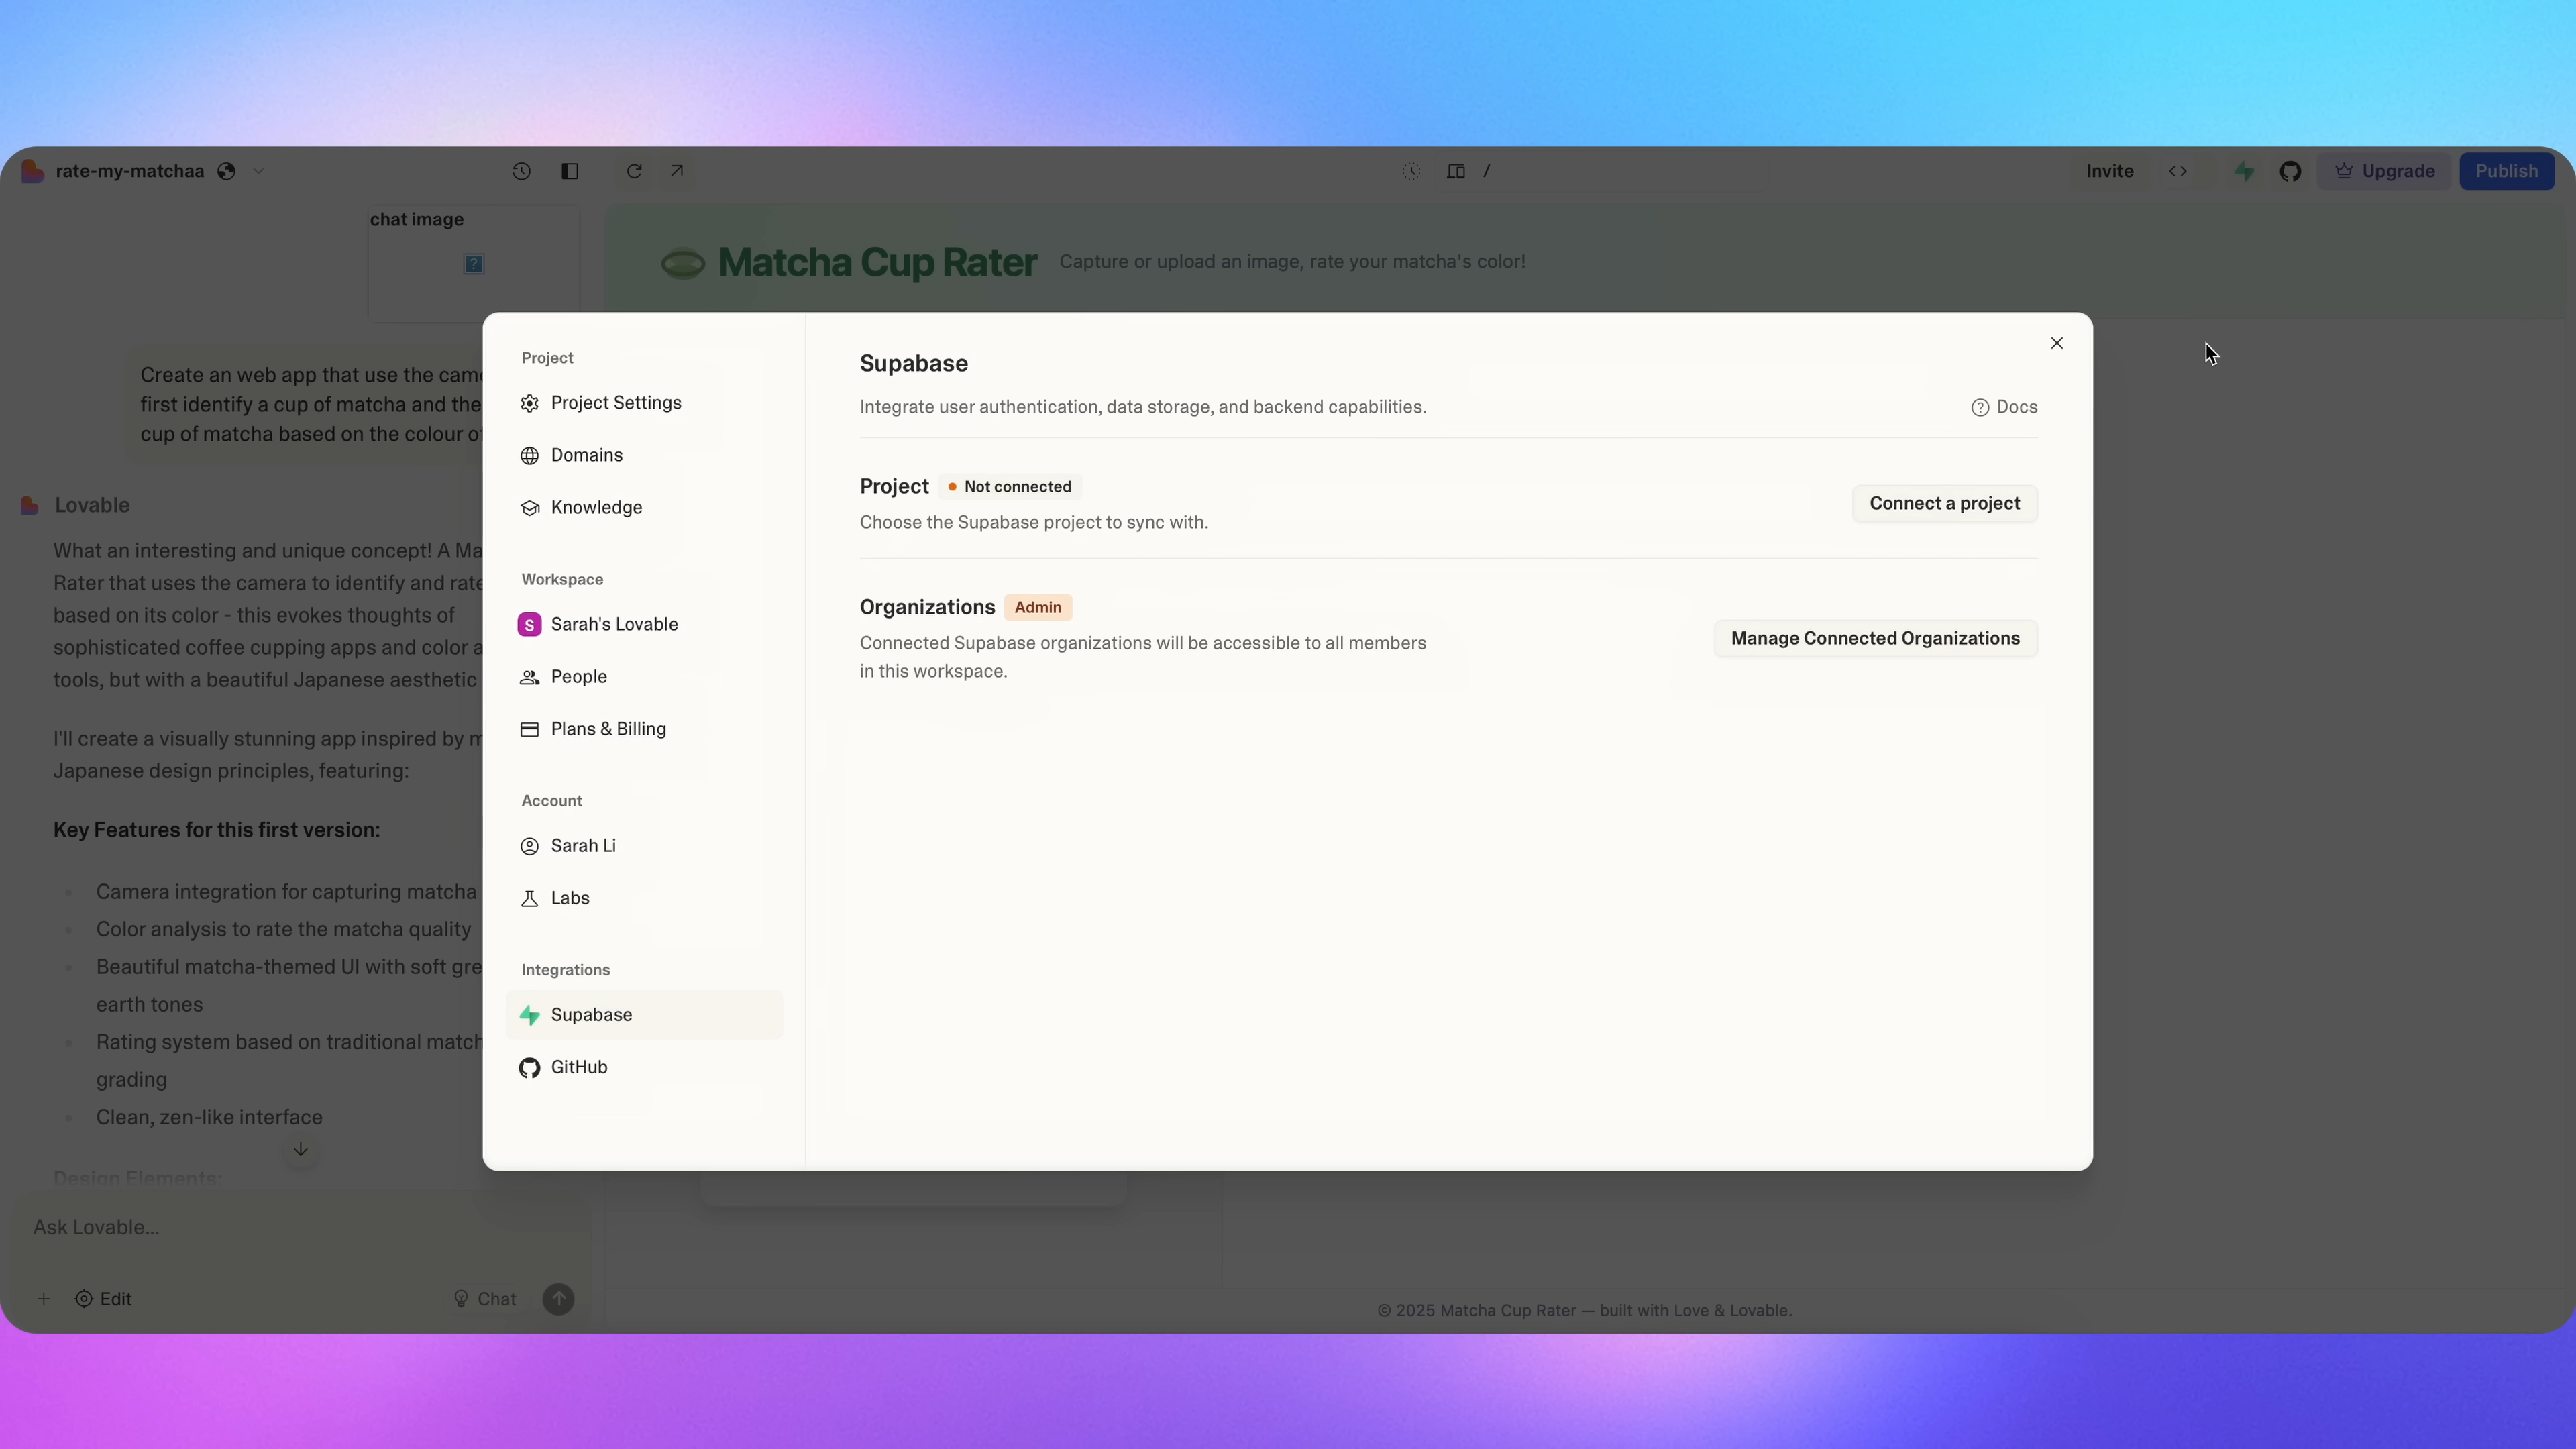 rate-my-matchaa
/
Invite
Upgrade
Publish
chat image
Matcha Cup Rater
Capture or upload an image, rate your matcha's color!
Create an web app that use the came
first identify a cup of matcha and the
cup of matcha based on the colour of
Lovable
What an interesting and unique concept! A Ma
Rater that uses the camera to identify and rate
based on its color - this evokes thoughts of
sophisticated coffee cupping apps and color a
tools, but with a beautiful Japanese aesthetic
I'll create a visually stunning app inspired by m
Japanese design principles, featuring:
Key Features for this first version:
Camera integration for capturing matcha
Color analysis to rate the matcha quality
Beautiful matcha-themed UI with soft gre
earth tones
Rating system based on traditional match
grading
Clean, zen-like interface
Design Elements:
Ask Lovable...
Edit
Chat
Project
Project Settings
Domains
Knowledge
Workspace
S
Sarah's Lovable
People
Plans & Billing
Account
Sarah Li
Labs
Integrations
Supabase
GitHub
Supabase
Integrate user authentication, data storage, and backend capabilities.
Docs
Project
Not connected
Choose the Supabase project to sync with.
Connect a project
Organizations
Admin
Connected Supabase organizations will be accessible to all members
in this workspace.
Manage Connected Organizations
© 2025 Matcha Cup Rater — built with Love & Lovable.